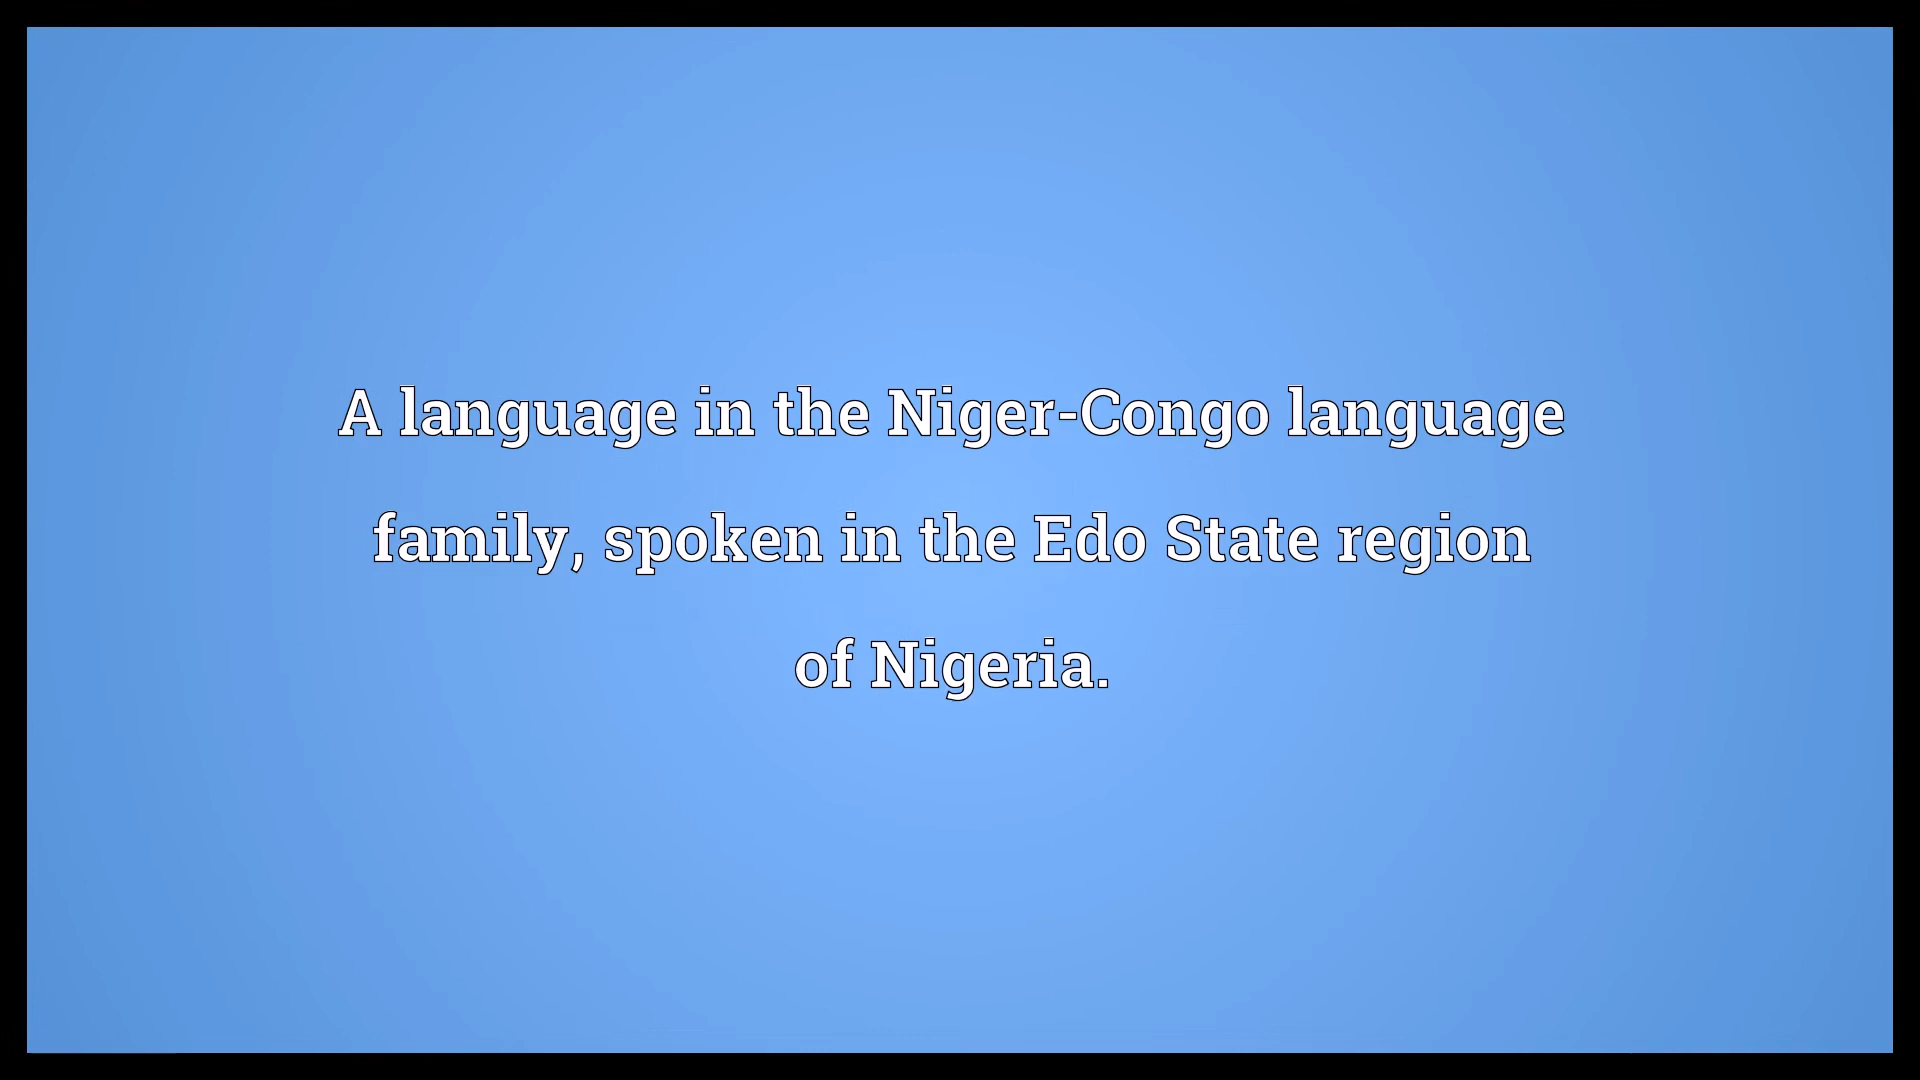 A language in the Niger-Congo language
family, spoken in the Edo State region
of Nigeria.